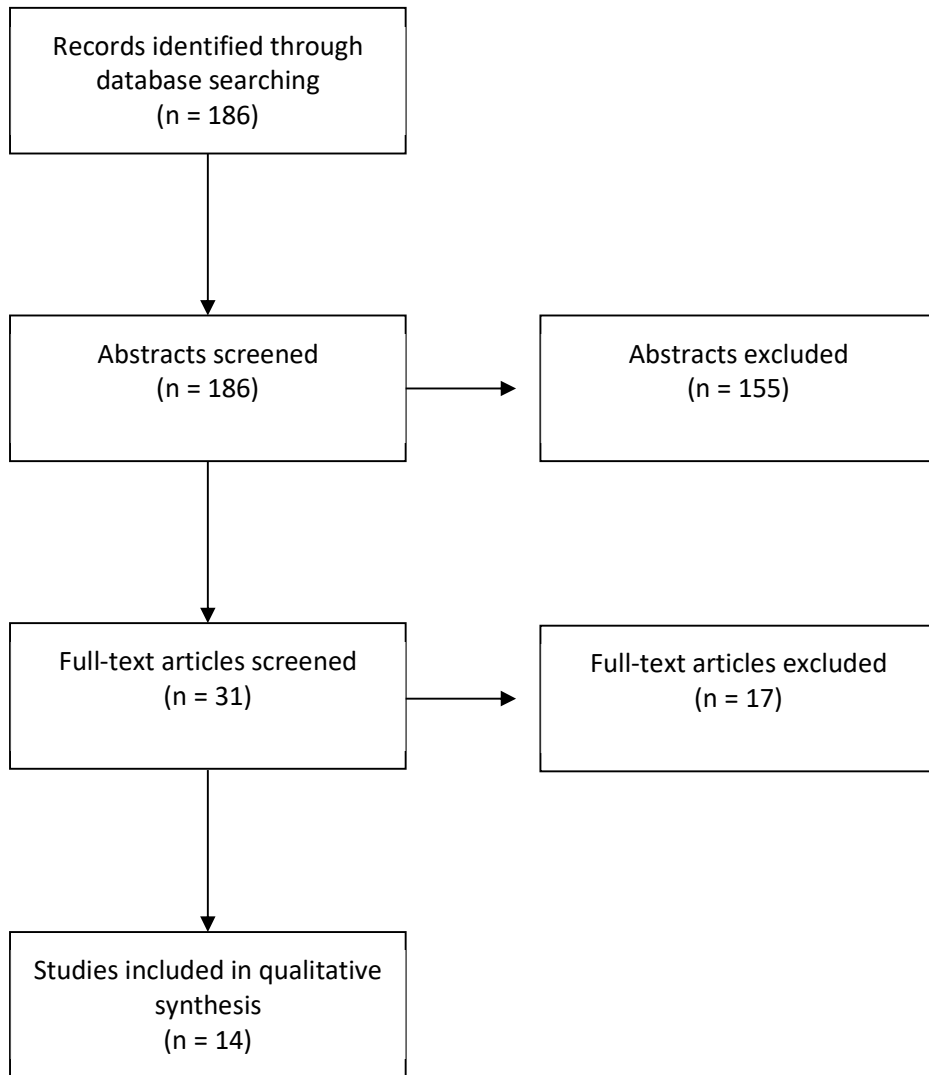 Records identified through
database searching
(n = 186)
Abstracts screened
(n = 186)
Abstracts excluded
(n = 155)
Full-text articles screened
(n = 31)
Full-text articles excluded
(n = 17)
Studies included in qualitative
synthesis
(n = 14)